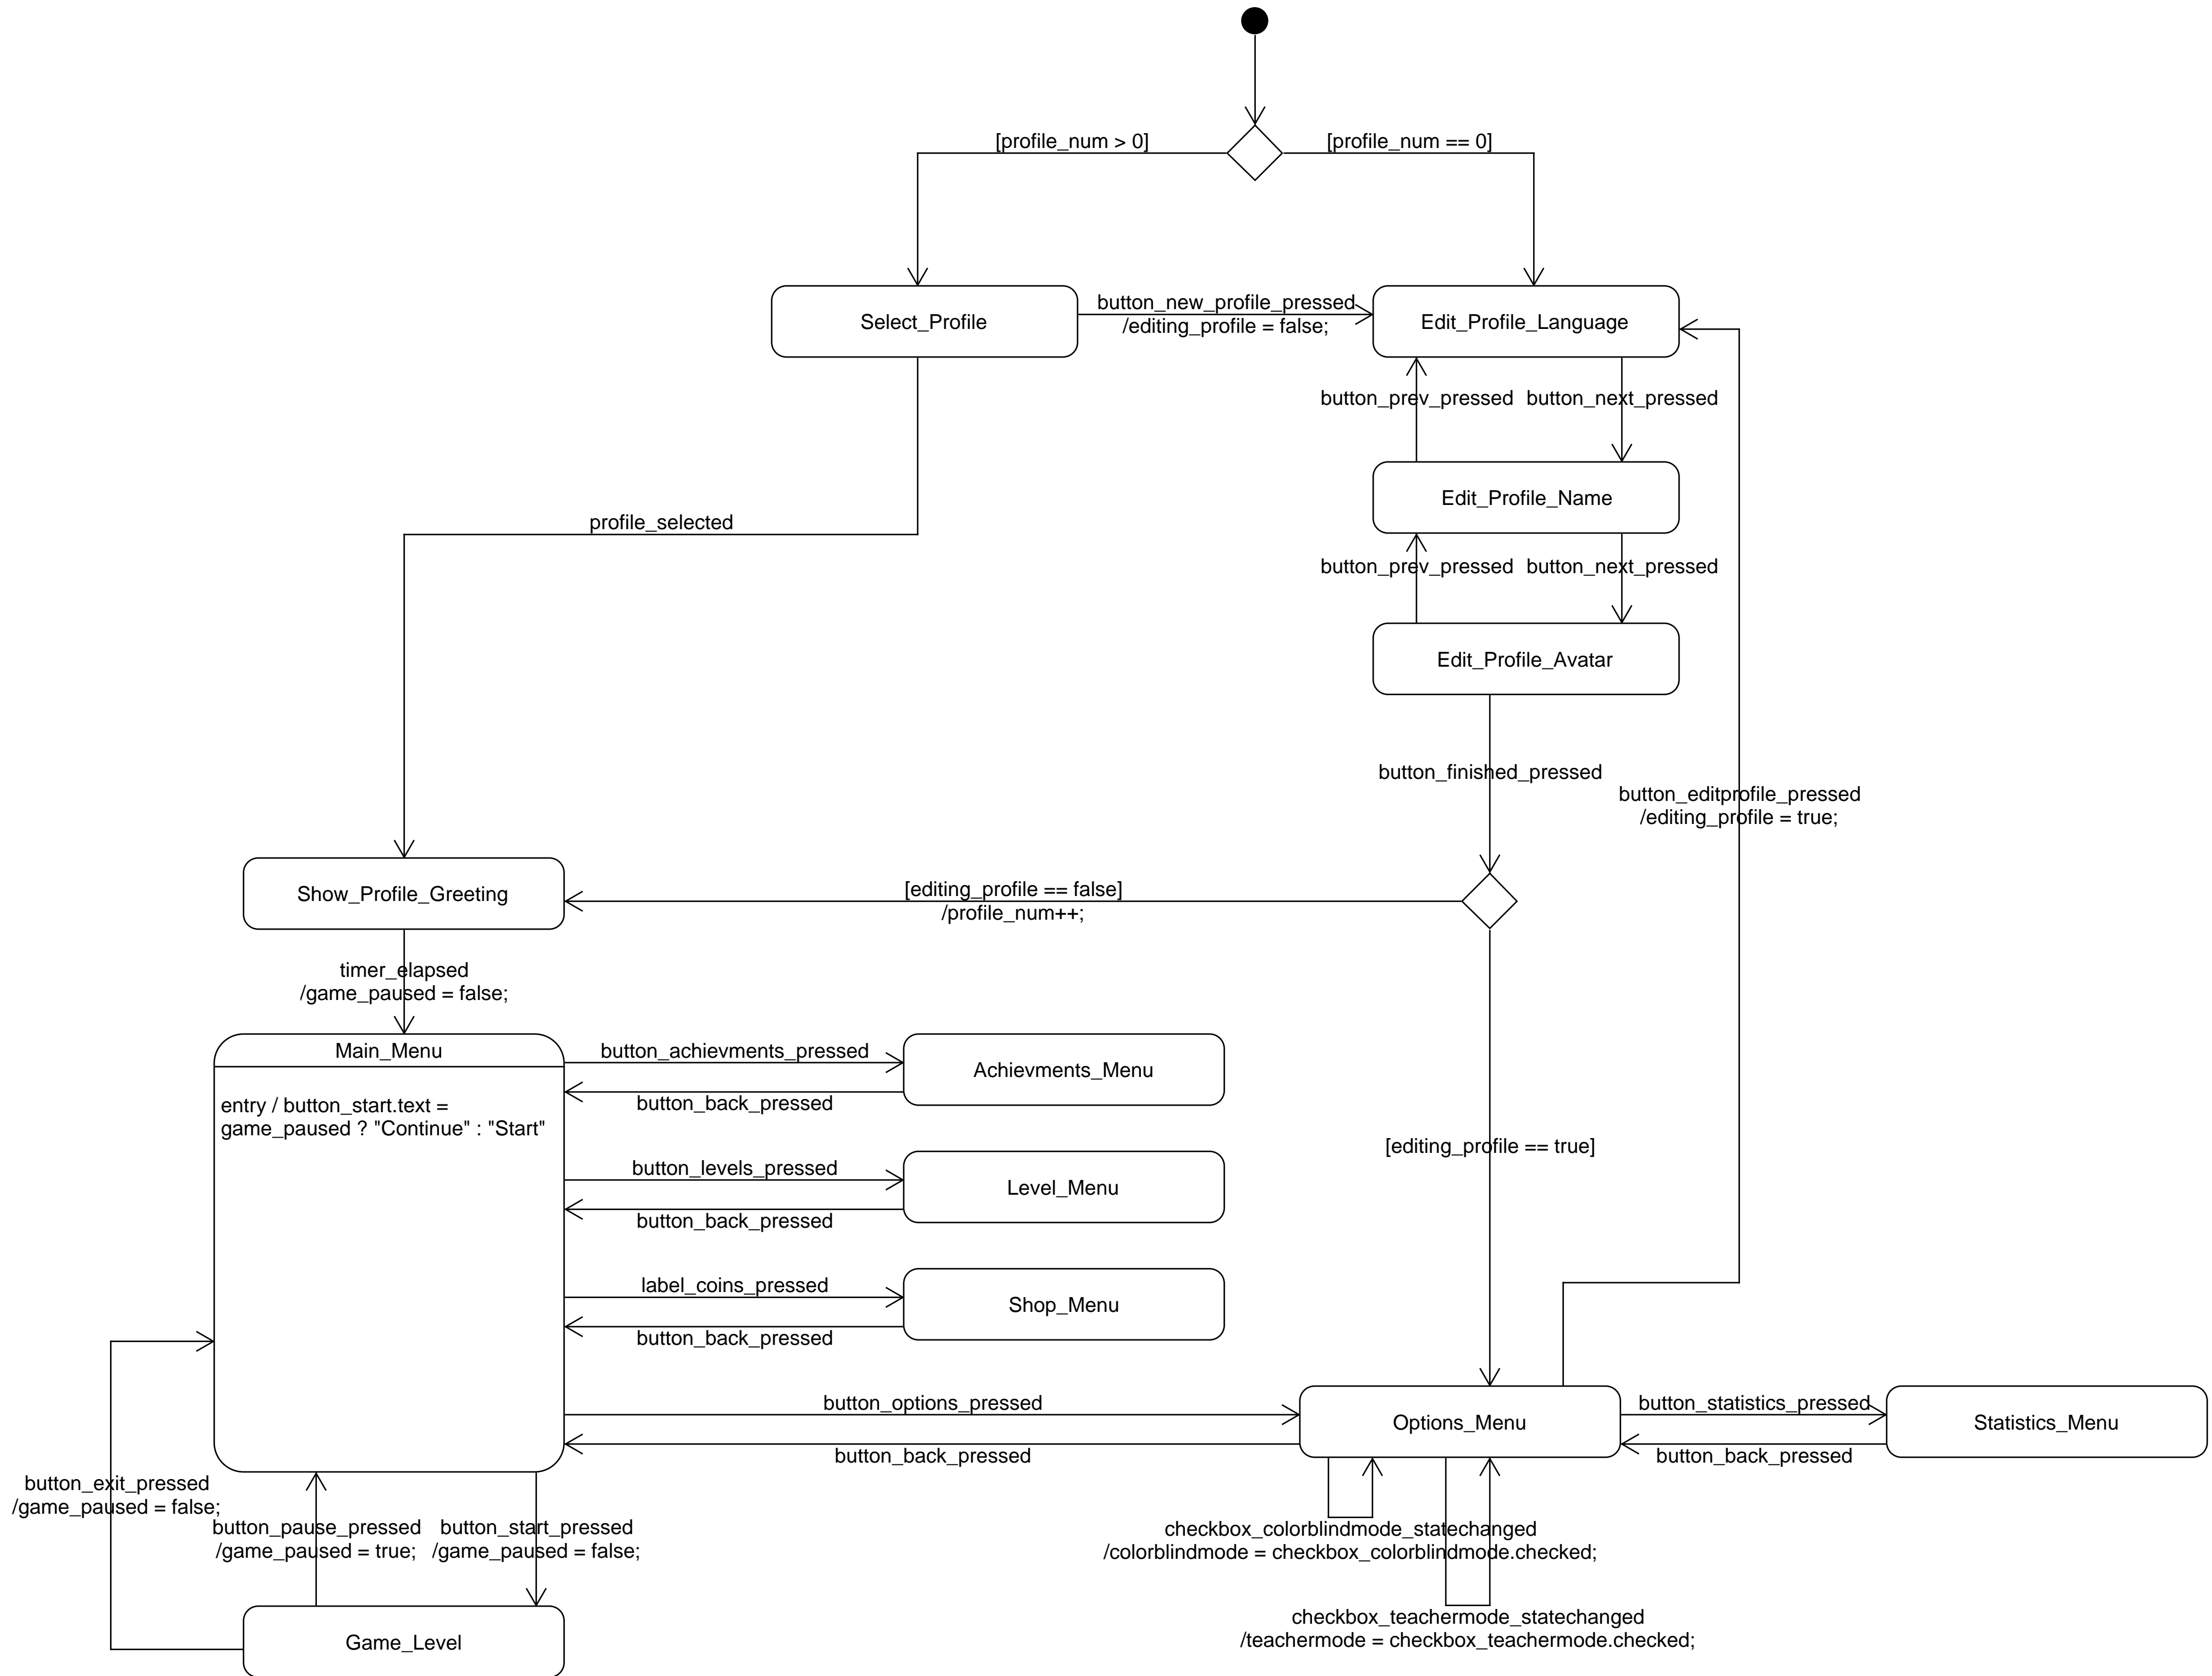 [profile_num > 0]
[profile_num == 0]
Select_Profile
button_new_profile_pressed
/editing_profile = false;
Edit_Profile_Language
button_prev_pressed
button_next_pressed
Edit_Profile_Name
profile_selected
button_prev_pressed
button_next_pressed
Edit_Profile_Avatar
button_finished_pressed
button_editprofile_pressed
/editing_profile = true;
Show_Profile_Greeting
[editing_profile == false]
/profile_num++;
timer_elapsed
/game_paused = false;
Main_Menu
entry / button_start.text =
game_paused ? "Continue" : "Start"
button_achievments_pressed
Achievments_Menu
button_back_pressed
[editing_profile == true]
button_levels_pressed
Level_Menu
button_back_pressed
label_coins_pressed
Shop_Menu
button_back_pressed
button_options_pressed
Options_Menu
button_back_pressed
button_statistics_pressed
Statistics_Menu
button_back_pressed
button_exit_pressed
/game_paused = false;
button_pause_pressed
/game_paused = true;
button_start_pressed
/game_paused = false;
checkbox_colorblindmode_statechanged
/colorblindmode = checkbox_colorblindmode.checked;
checkbox_teachermode_statechanged
/teachermode = checkbox_teachermode.checked;
Game_Level